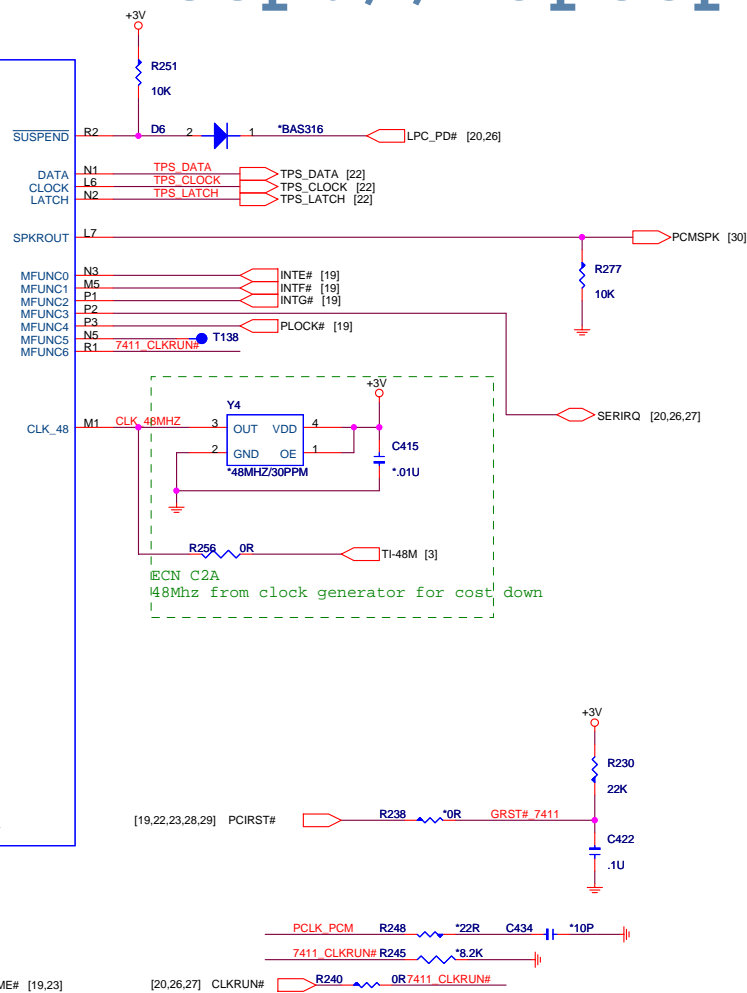 +3V
R251
10K
SUSPEND R2 D6 2 1 *BAS316 LPC_PD# [20,26]
DATA N1 TPS_DATA TPS_DATA [22]
CLOCK L6 TPS_CLOCK TPS_CLOCK [22]
LATCH N2 TPS_LATCH TPS_LATCH [22]
SPKROUT L7 PCMSPK [30]
R277
10K
MFUNC0 N3 INTE# [19]
MFUNC1 M5 INTF# [19]
MFUNC2 P1 INTG# [19]
MFUNC3 P2
MFUNC4 P3 PLOCK# [19]
MFUNC5 N5 T138
MFUNC6 R1 7411_CLKRUN#
+3V
SERIRQ [20,26,27]
Y4
CLK_48 M1 CLK_48MHZ 3 OUT VDD 4
2 GND OE 1
C415
*.01U
*48MHZ/30PPM
R256 0R TI-48M [3]
ECN C2A
48Mhz from clock generator for cost down
+3V
R230
22K
[19,22,23,28,29] PCIRST# R238 *0R GRST#_7411
C422
.1U
PCLK_PCM R248 *22R C434 *10P
7411_CLKRUN# R245 *8.2K
ME# [19,23] [20,26,27] CLKRUN# R240 0R 7411_CLKRUN#